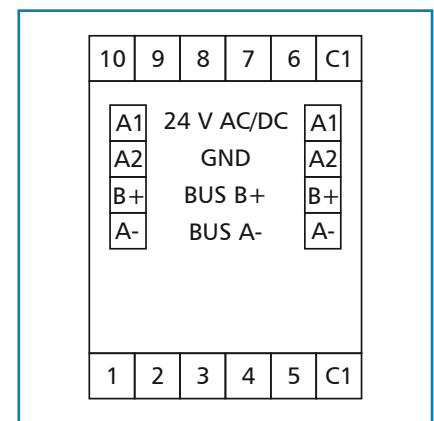 10 9 8 7 6 C1
A1 24 V AC/DC A1
A2 GND A2
B+ BUS B+ B+
A- BUS A- A-
1 2 3 4 5 C1